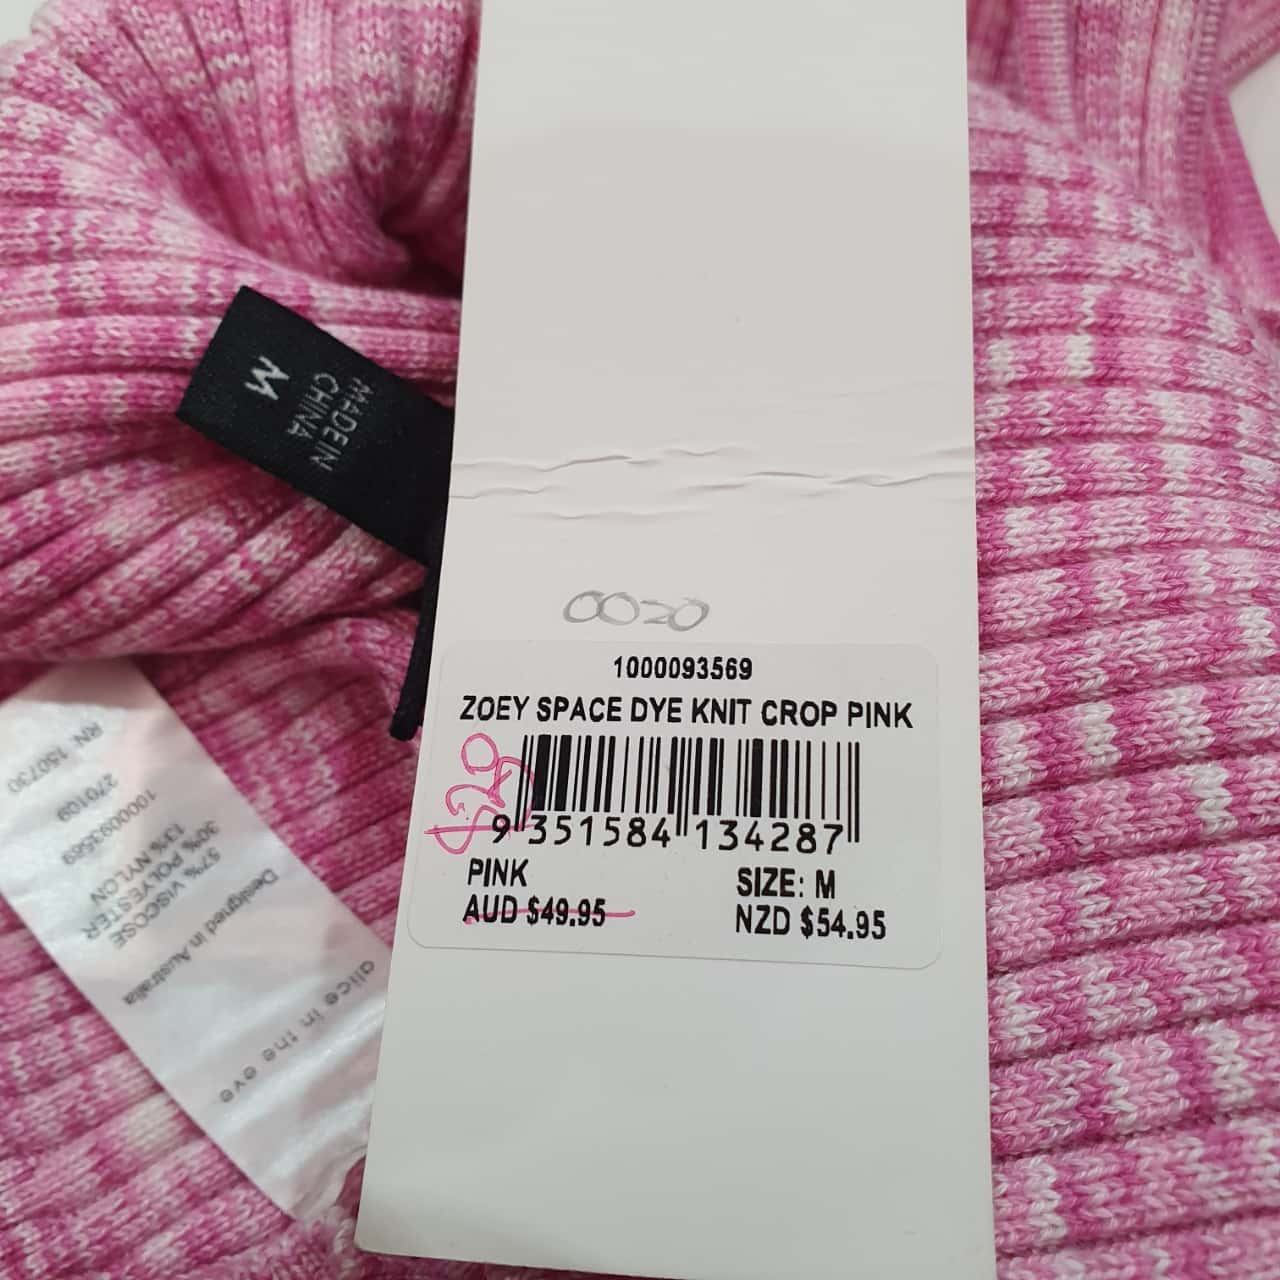 M
MADE IN
CHINA
0020
1000093569
ZOEY SPACE DYE KNIT CROP PINK
$20
9 351584 134287
PINK
SIZE: M
AUD $49.95
NZD $54.95
alice in the eve
Designed in Australia
57% VISCOSE
30% POLYESTER
13% NYLON
1000093569
270109
RN 150730